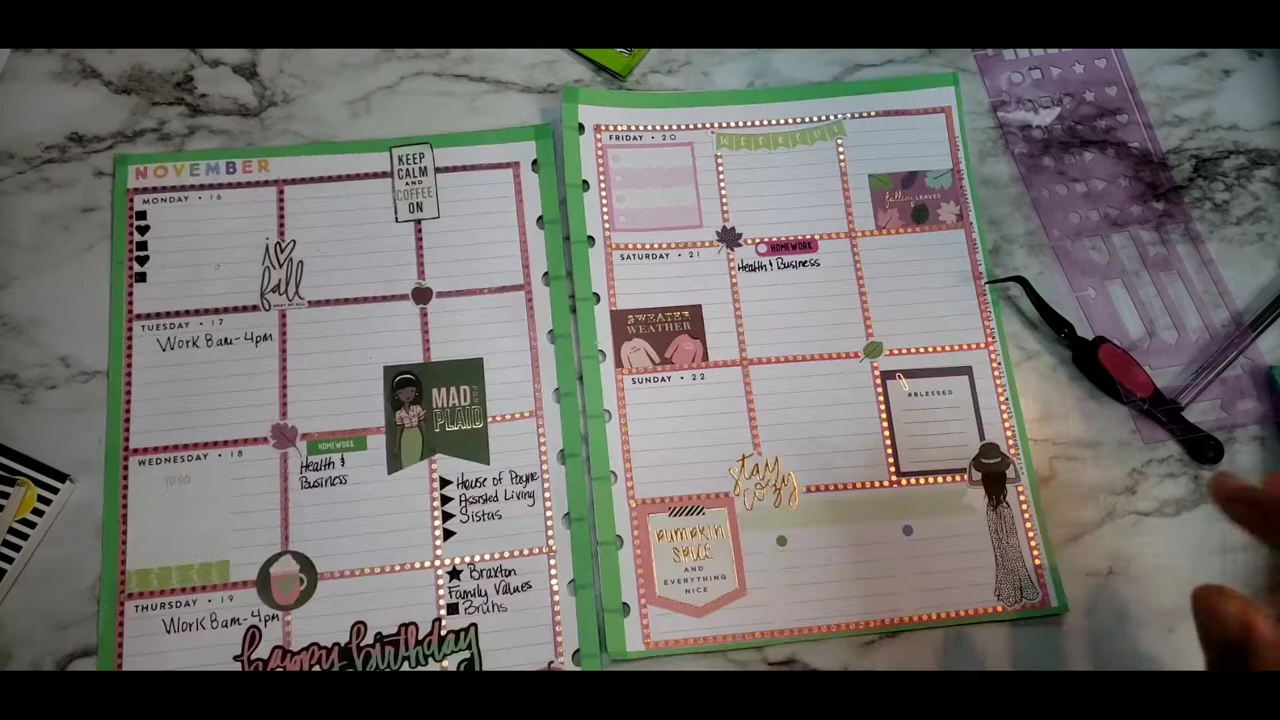 NOVEMBER
KEEP
CALM
AND
COFFEE
ON
MONDAY • 16
i
fall
TUESDAY • 17
Work 8am-4pm
MAD
FOR
PLAID
WEDNESDAY • 18
HOMEWORK
Health &
Business
House of Payne
Assisted Living
Sistas
THURSDAY • 19
Work 8am-4pm
Braxton
Family Values
Bruhs
happy birthday
FRIDAY • 20
WEEKEND
falling LEAVES
SATURDAY • 21
HOMEWORK
Health & Business
SWEATER
WEATHER
SUNDAY • 22
#BLESSED
stay
cozy
PUMPKIN
SPICE
AND
EVERYTHING
NICE